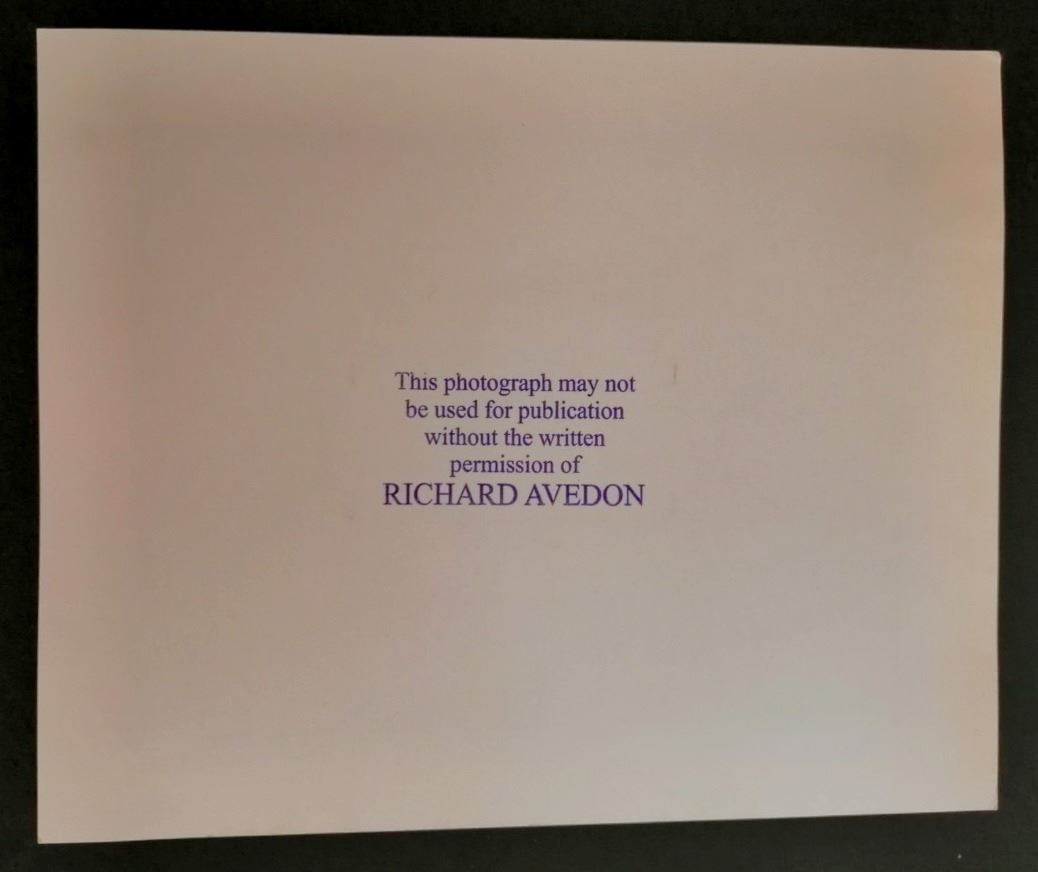 This photograph may not
be used for publication
without the written
permission of
RICHARD AVEDON